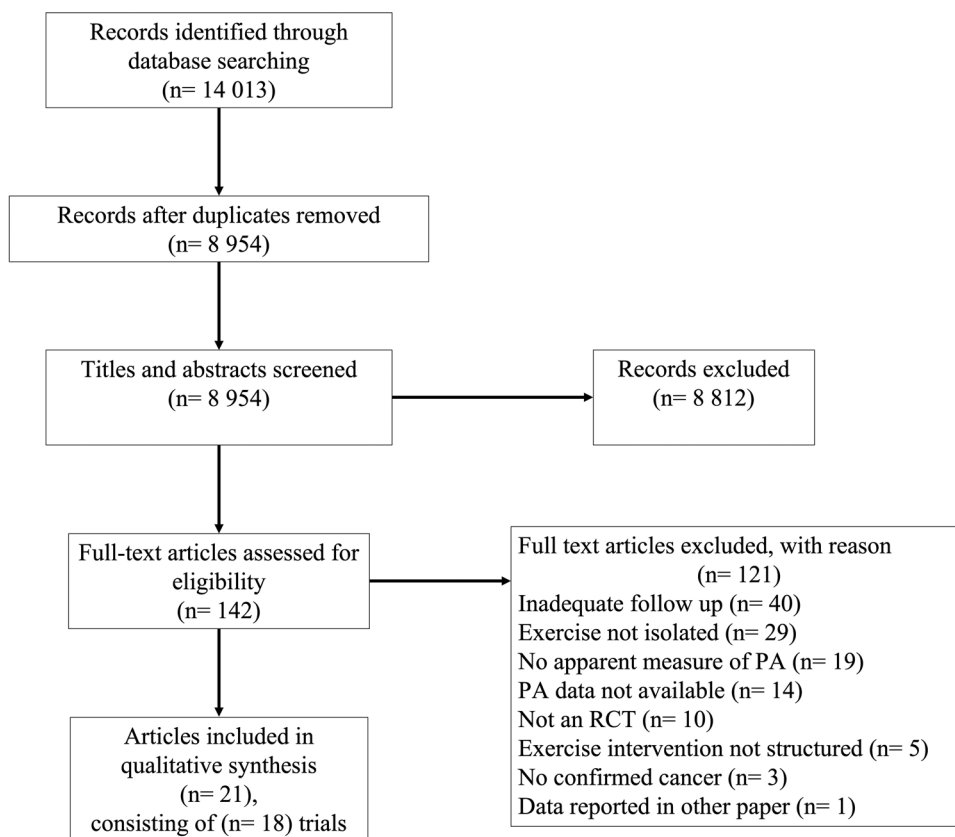 Records identified through
database searching
(n= 14 013)
Records after duplicates removed
(n= 8 954)
Titles and abstracts screened
(n= 8 954)
Records excluded
(n= 8 812)
Full-text articles assessed for
eligibility
(n= 142)
Full text articles excluded, with reason
(n= 121)
Inadequate follow up (n= 40)
Exercise not isolated (n= 29)
No apparent measure of PA (n= 19)
PA data not available (n= 14)
Not an RCT (n= 10)
Exercise intervention not structured (n= 5)
No confirmed cancer (n= 3)
Data reported in other paper (n= 1)
Articles included in
qualitative synthesis
(n= 21),
consisting of (n= 18) trials